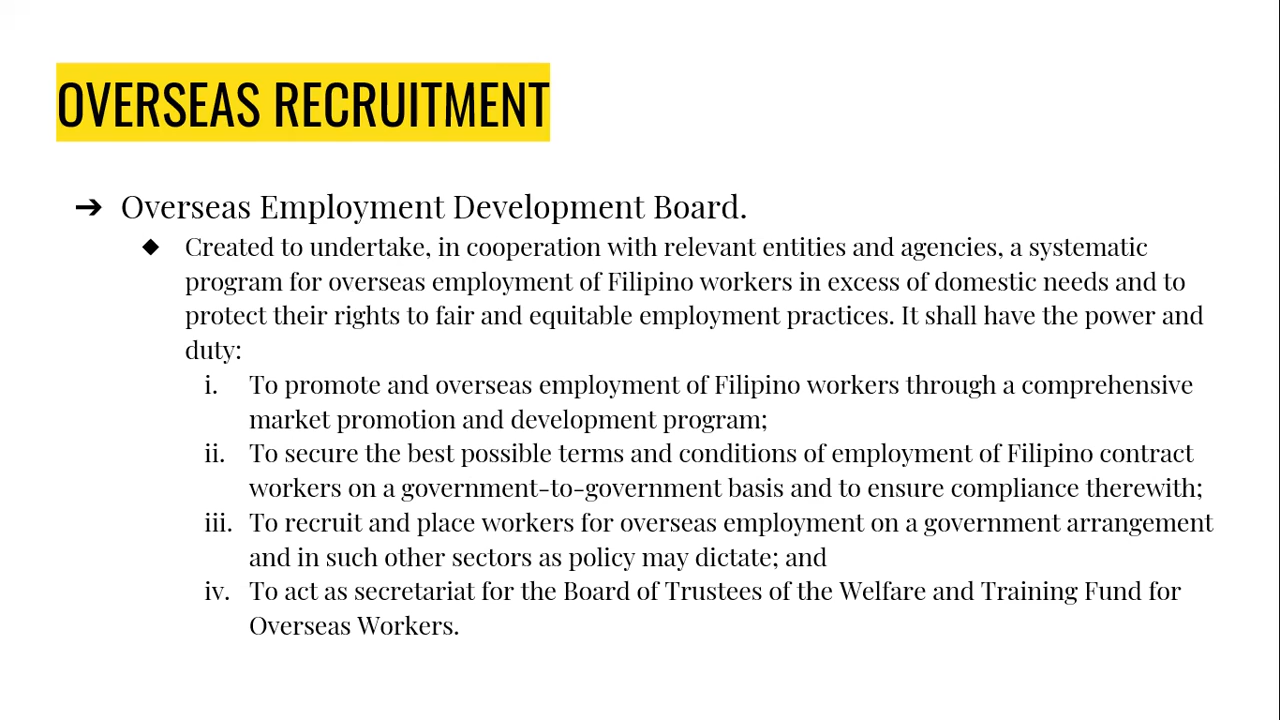 OVERSEAS RECRUITMENT
➔ Overseas Employment Development Board.
◆ Created to undertake, in cooperation with relevant entities and agencies, a systematic
program for overseas employment of Filipino workers in excess of domestic needs and to
protect their rights to fair and equitable employment practices. It shall have the power and
duty:
i. To promote and overseas employment of Filipino workers through a comprehensive
market promotion and development program;
ii. To secure the best possible terms and conditions of employment of Filipino contract
workers on a government-to-government basis and to ensure compliance therewith;
iii. To recruit and place workers for overseas employment on a government arrangement
and in such other sectors as policy may dictate; and
iv. To act as secretariat for the Board of Trustees of the Welfare and Training Fund for
Overseas Workers.